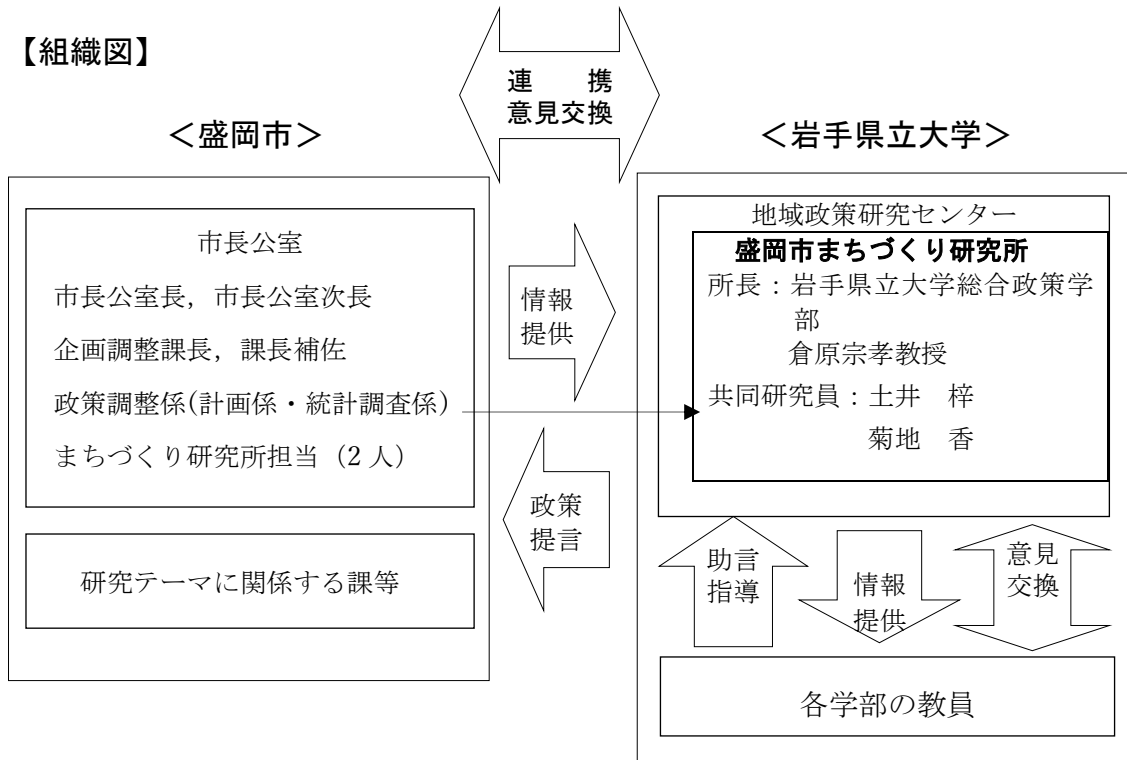 【組織図】
連　　携
意見交換
＜盛岡市＞
＜岩手県立大学＞
市長公室
市長公室長，市長公室次長
企画調整課長，課長補佐
政策調整係(計画係・統計調査係)
まちづくり研究所担当（2人）
研究テーマに関係する課等
情報
提供
政策
提言
地域政策研究センター
盛岡市まちづくり研究所
所長：岩手県立大学総合政策学
部
倉原宗孝教授
共同研究員：土井　梓
菊地　香
助言
指導
情報
提供
意見
交換
各学部の教員